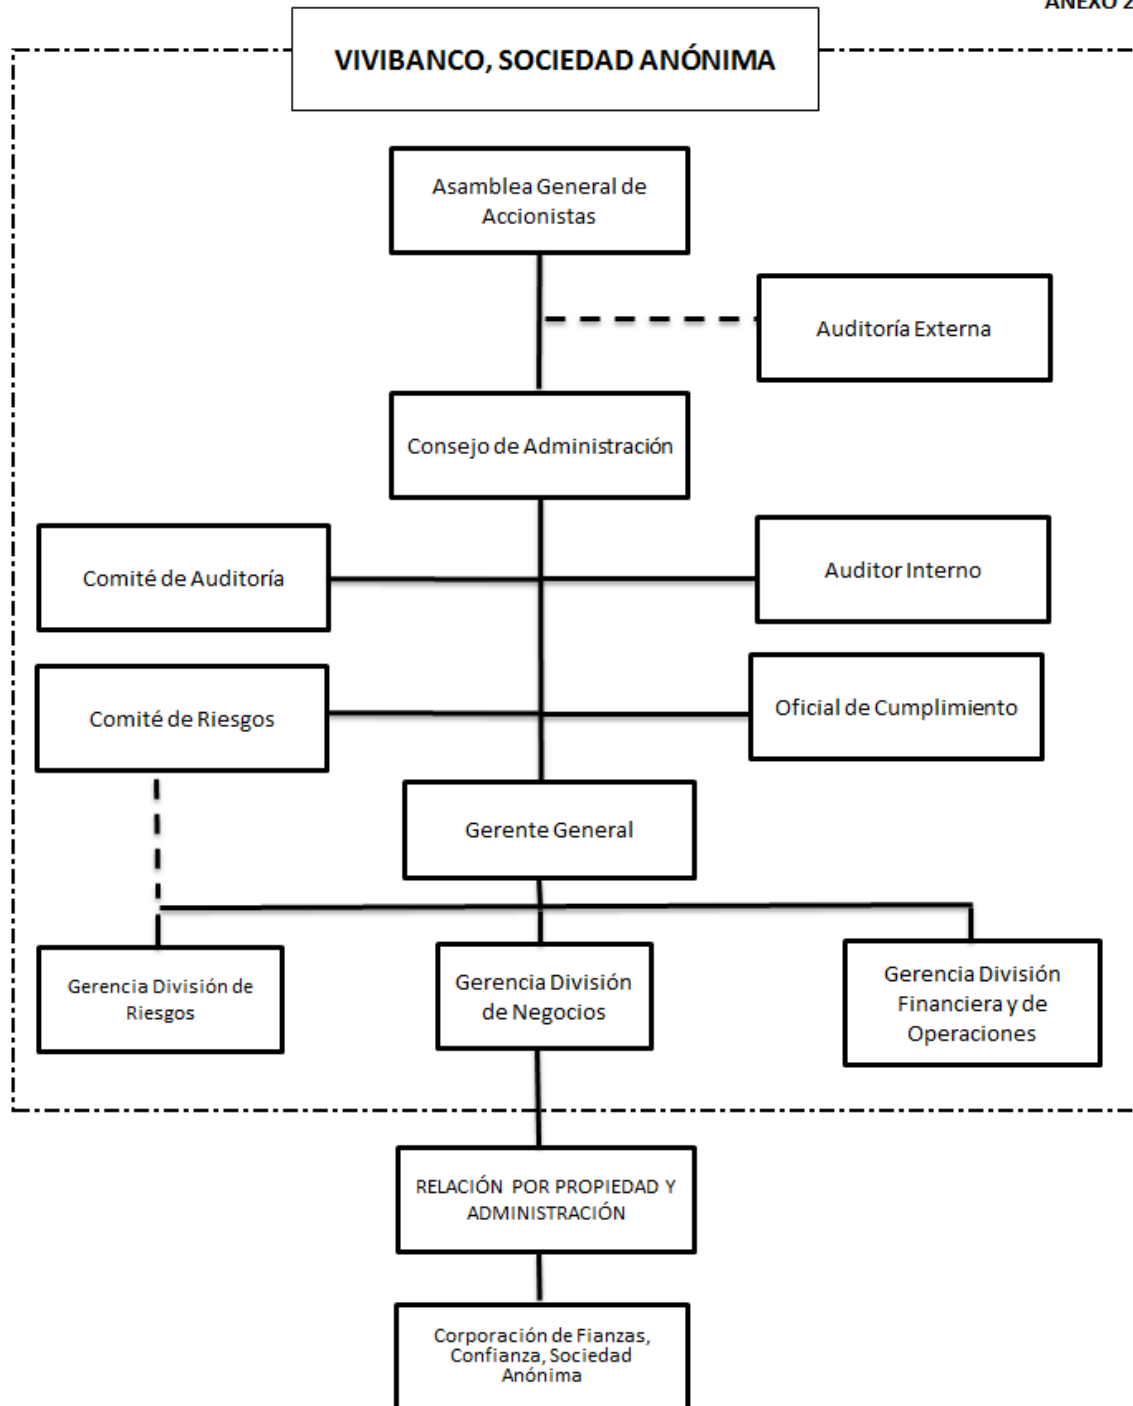 ANEXO 2
VIVIBANCO, SOCIEDAD ANÓNIMA
Asamblea General de
Accionistas
Auditoría Externa
Consejo de Administración
Comité de Auditoría
Auditor Interno
Comité de Riesgos
Oficial de Cumplimiento
Gerente General
Gerencia División de
Riesgos
Gerencia División
de Negocios
Gerencia División
Financiera y de
Operaciones
RELACIÓN POR PROPIEDAD Y
ADMINISTRACIÓN
Corporación de Fianzas,
Confianza, Sociedad
Anónima